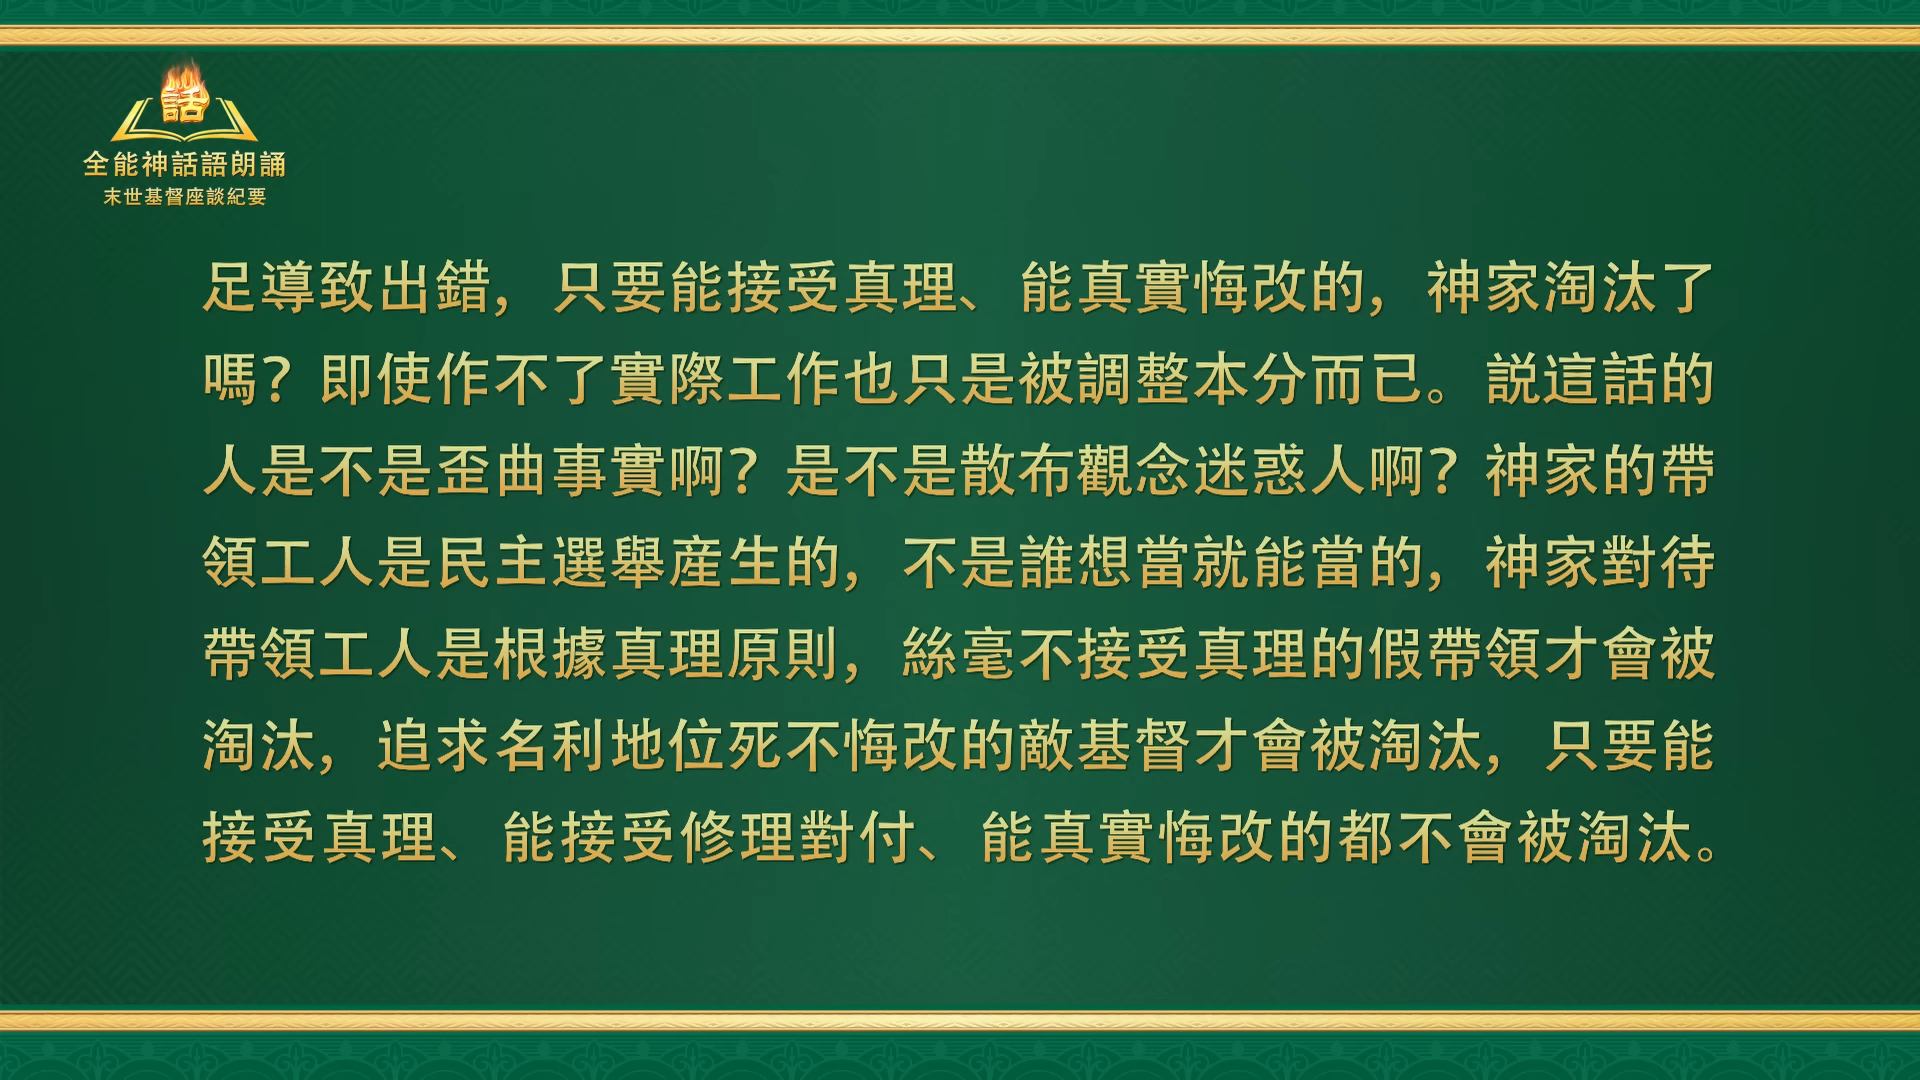 話
全能神話語朗誦
末世基督座談紀要
足導致出錯，只要能接受真理、能真實悔改的，神家淘汰了
嗎？即使作不了實際工作也只是被調整本分而已。説這話的
人是不是歪曲事實啊？是不是散布觀念迷惑人啊？神家的帶
領工人是民主選舉産生的，不是誰想當就能當的，神家對待
帶領工人是根據真理原則，絲毫不接受真理的假帶領才會被
淘汰，追求名利地位死不悔改的敵基督才會被淘汰，只要能
接受真理、能接受修理對付、能真實悔改的都不會被淘汰。